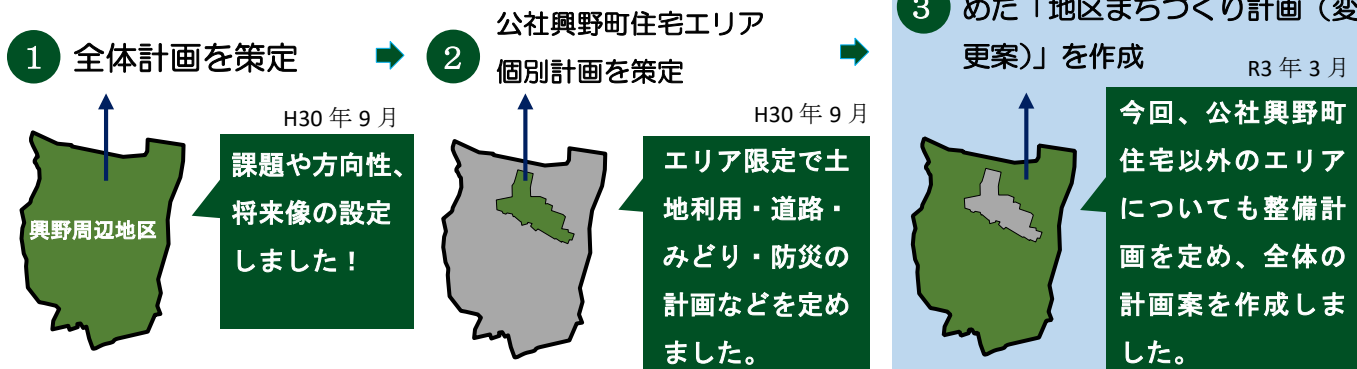 1 全体計画を策定
H30 年 9 月
課題や方向性、
将来像の設定
しました！
興野周辺地区
2 公社興野町住宅エリア
個別計画を策定
H30 年 9 月
エリア限定で土
地利用・道路・
みどり・防災の
計画などを定め
ました。
3 めた「地区まちづくり計画（変
更案）」を作成
R3 年 3 月
今回、公社興野町
住宅以外のエリア
についても整備計
画を定め、全体の
計画案を作成しま
した。